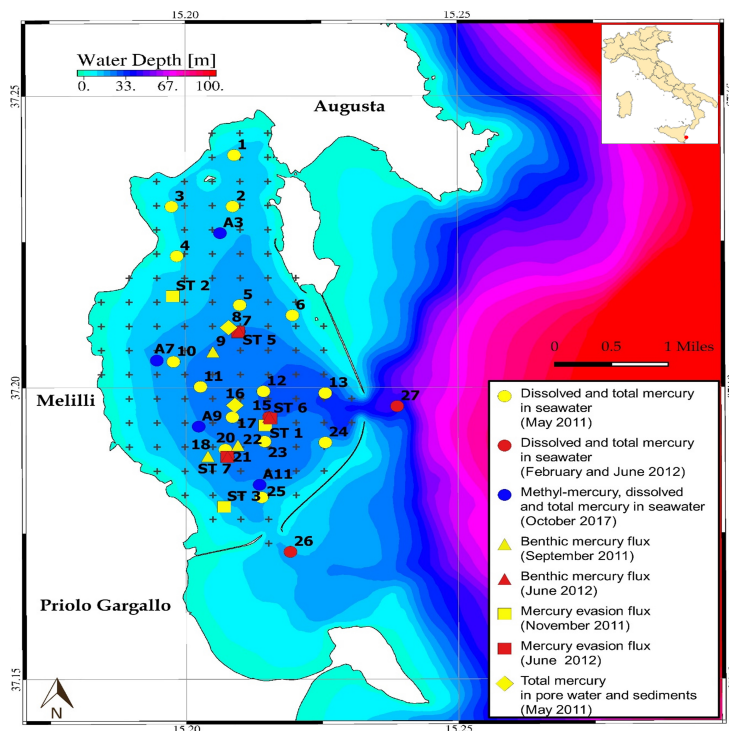 15.20
15.25
Water Depth [m]
0. 33. 67. 100.
37.25
Augusta
1
3
2
A3
4
ST 2
5
6
8
7
9
ST 5
A7
10
11
12
13
27
37.20
Melilli
16
15
ST 6
A9
17
ST 1
18
20
22
24
21
23
ST 7
A11
ST 3
25
26
Priolo Gargallo
37.15
N
15.20
15.25
0 1 Miles
Dissolved and total mercury
in seawater
(May 2011)
Dissolved and total mercury
in seawater
(February and June 2012)
Methyl-mercury, dissolved
and total mercury in seawater
(October 2017)
Benthic mercury flux
(September 2011)
Benthic mercury flux
(June 2012)
Mercury evasion flux
(November 2011)
Mercury evasion flux
(June 2012)
Total mercury
in pore water and sediments
(May 2011)